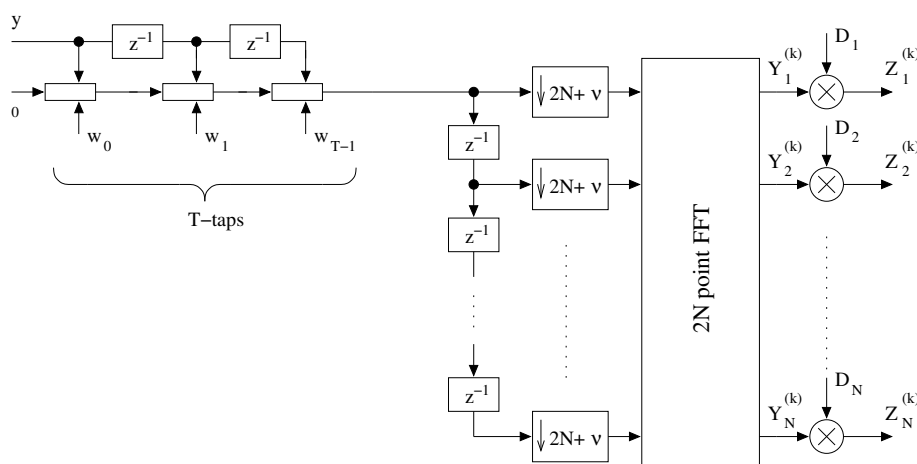 y
z⁻¹
z⁻¹
0
w₀
w₁
w_T−1
T−taps
z⁻¹
z⁻¹
z⁻¹
↓ 2N+ ν
↓ 2N+ ν
↓ 2N+ ν
2N point FFT
Y₁⁽ᵏ⁾
D₁
Z₁⁽ᵏ⁾
Y₂⁽ᵏ⁾
D₂
Z₂⁽ᵏ⁾
Y_N⁽ᵏ⁾
D_N
Z_N⁽ᵏ⁾